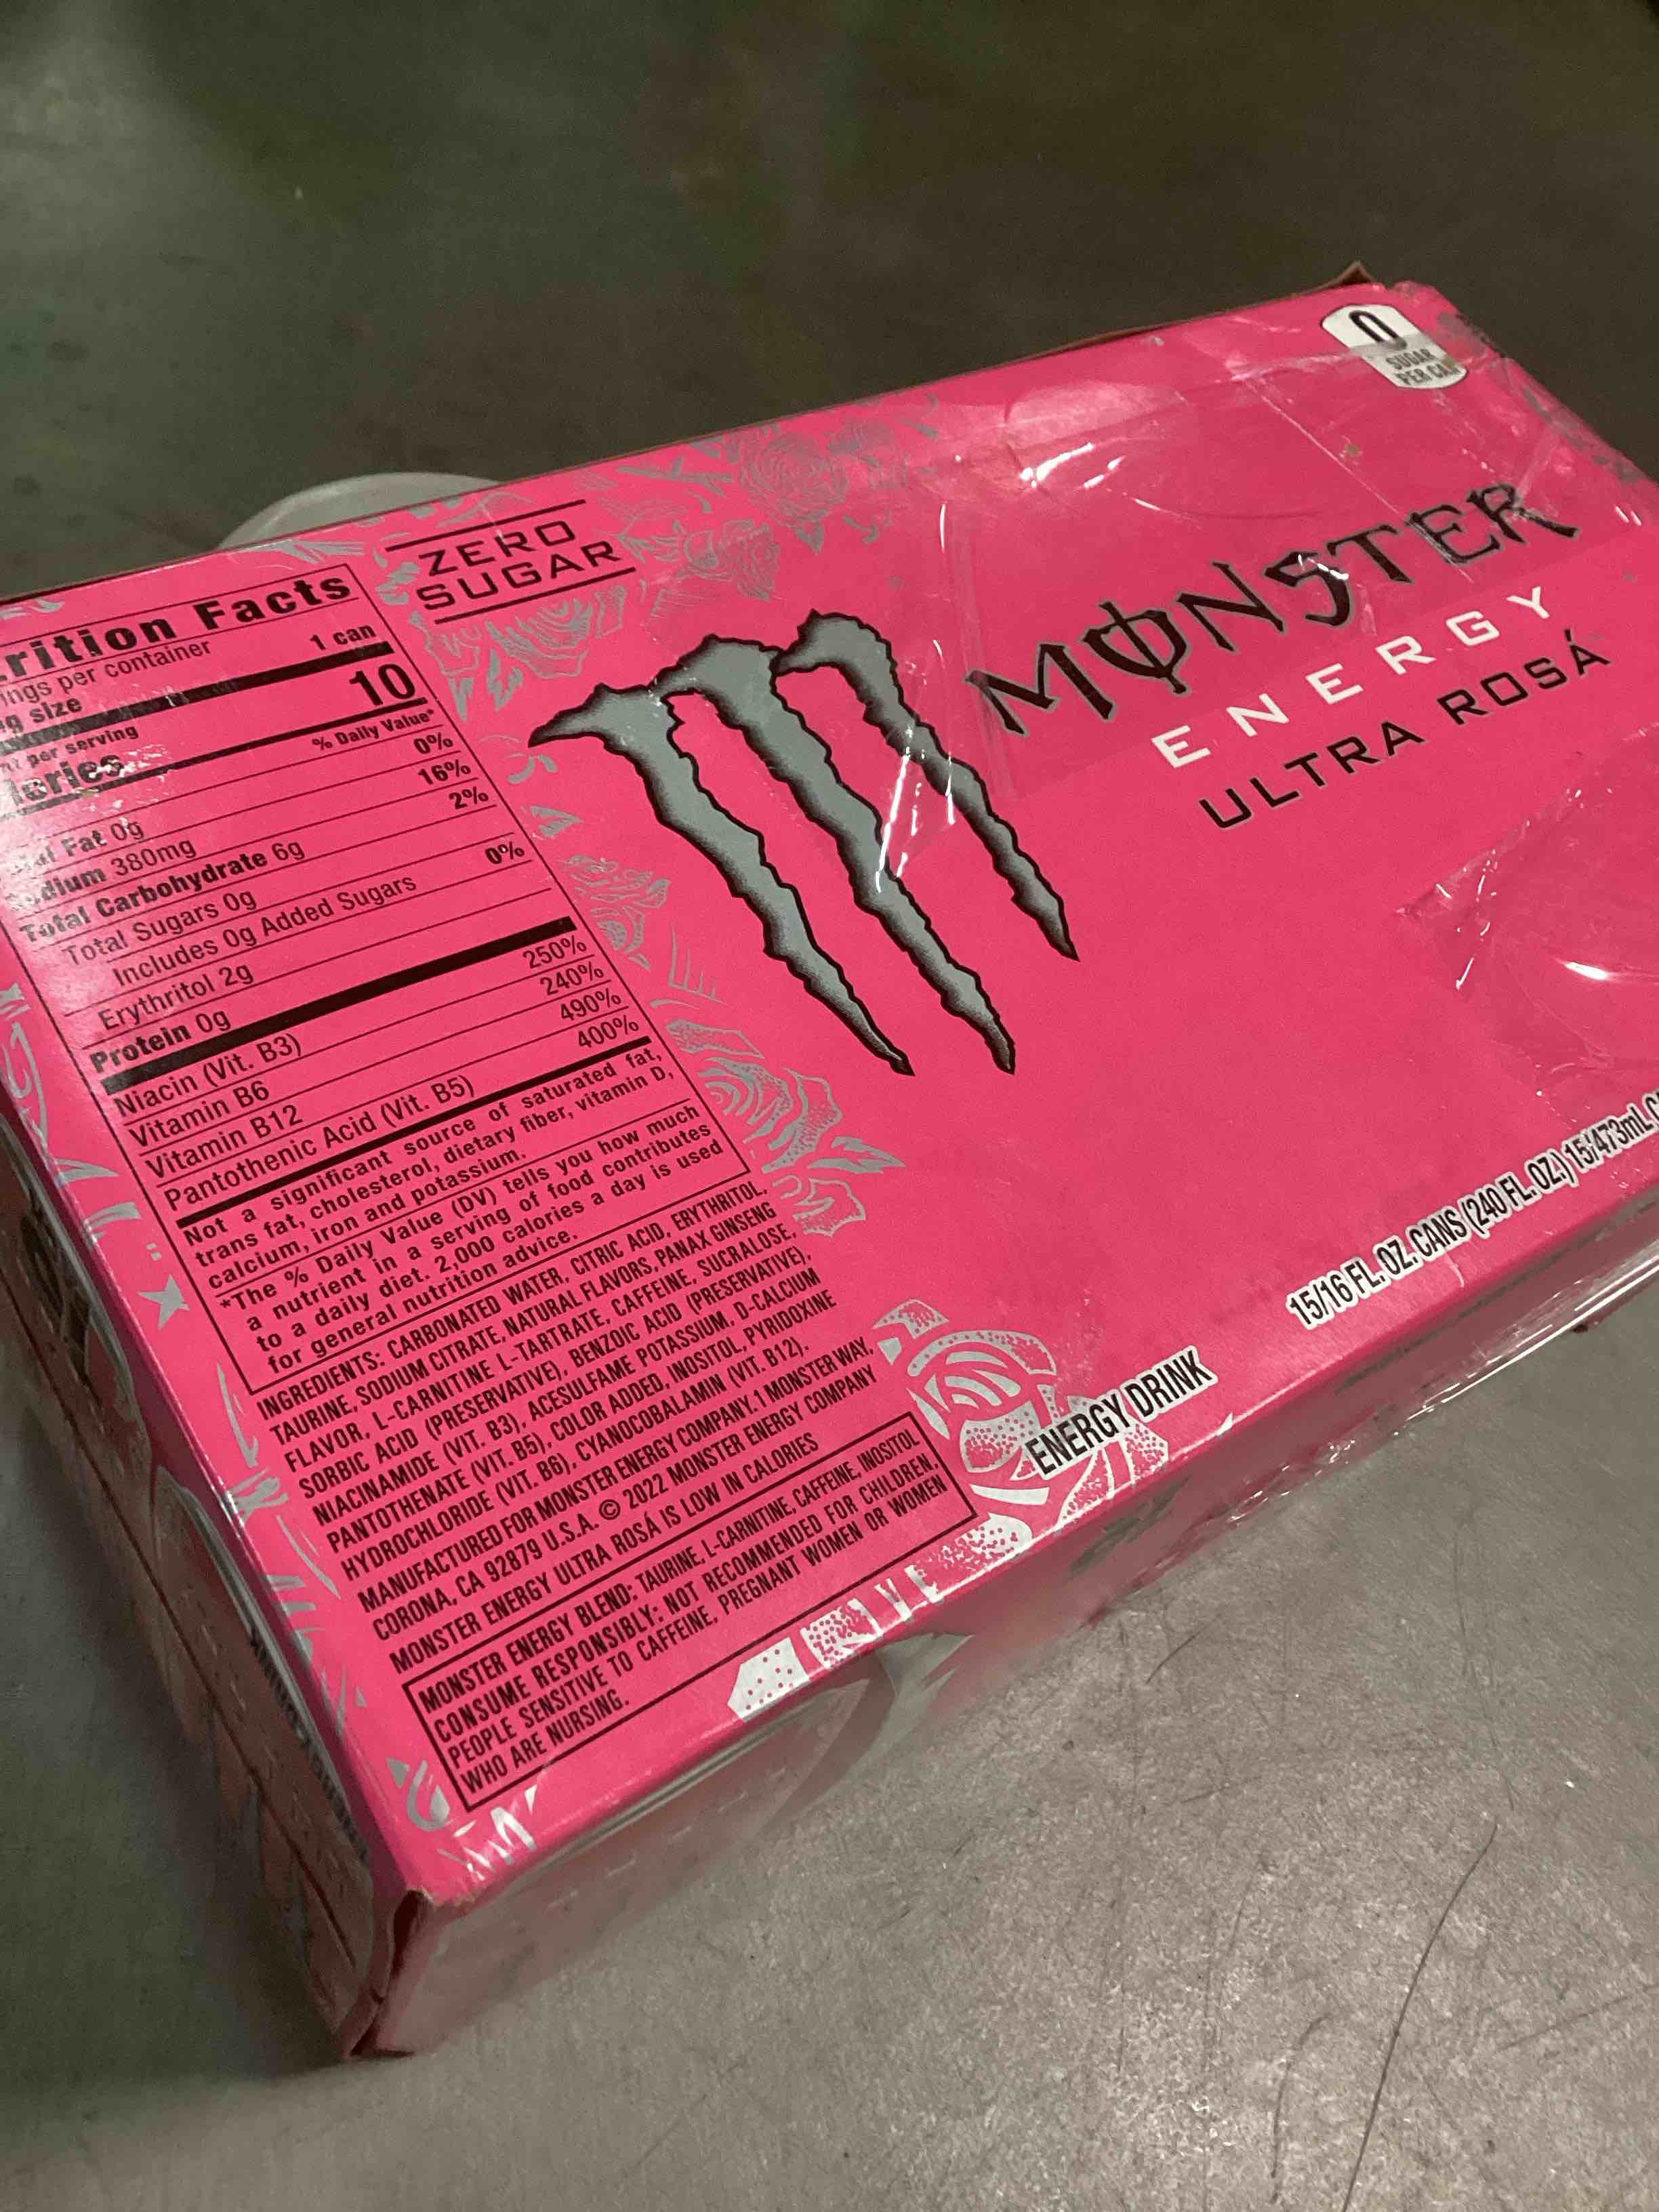 Facts
1 can
per container
size
per serving
10
% Daily Value*
Fat 0g
0%
380mg
16%
Total Carbohydrate 6g
2%
Total Sugars 0g
Includes 0g Added Sugars
0%
Erythritol 2g
Protein 0g
Niacin (Vit. B3)
250%
Vitamin B6
240%
Vitamin B12
490%
Pantothenic Acid (Vit. B5)
400%
Not a significant source of saturated fat,
trans fat, cholesterol, dietary fiber, vitamin D,
calcium, iron and potassium.
*The % Daily Value (DV) tells you how much
a nutrient in a serving of food contributes
to a daily diet. 2,000 calories a day is used
for general nutrition advice.
INGREDIENTS: CARBONATED WATER, CITRIC ACID, ERYTHRITOL,
TAURINE, SODIUM CITRATE, NATURAL FLAVORS, PANAX GINSENG
FLAVOR, L-CARNITINE L-TARTRATE, CAFFEINE, SUCRALOSE,
SORBIC ACID (PRESERVATIVE), BENZOIC ACID (PRESERVATIVE),
NIACINAMIDE (VIT. B3), ACESULFAME POTASSIUM, D-CALCIUM
PANTOTHENATE (VIT. B5), COLOR ADDED, INOSITOL, PYRIDOXINE
HYDROCHLORIDE (VIT. B6), CYANOCOBALAMIN (VIT. B12).
MANUFACTURED FOR MONSTER ENERGY COMPANY. 1 MONSTER WAY,
CORONA, CA 92879 U.S.A. © 2022 MONSTER ENERGY COMPANY
MONSTER ENERGY ULTRA ROSÁ IS LOW IN CALORIES
MONSTER ENERGY BLEND: TAURINE, L-CARNITINE, CAFFEINE, INOSITOL
CONSUME RESPONSIBLY: NOT RECOMMENDED FOR CHILDREN,
PEOPLE SENSITIVE TO CAFFEINE, PREGNANT WOMEN OR WOMEN
WHO ARE NURSING.
ZERO
SUGAR
MONSTER
ENERGY
ULTRA ROSÁ
0
SUGAR
PER CAN
ENERGY DRINK
15/16 FL. OZ. CANS (240 FL. OZ.) 15/473mL